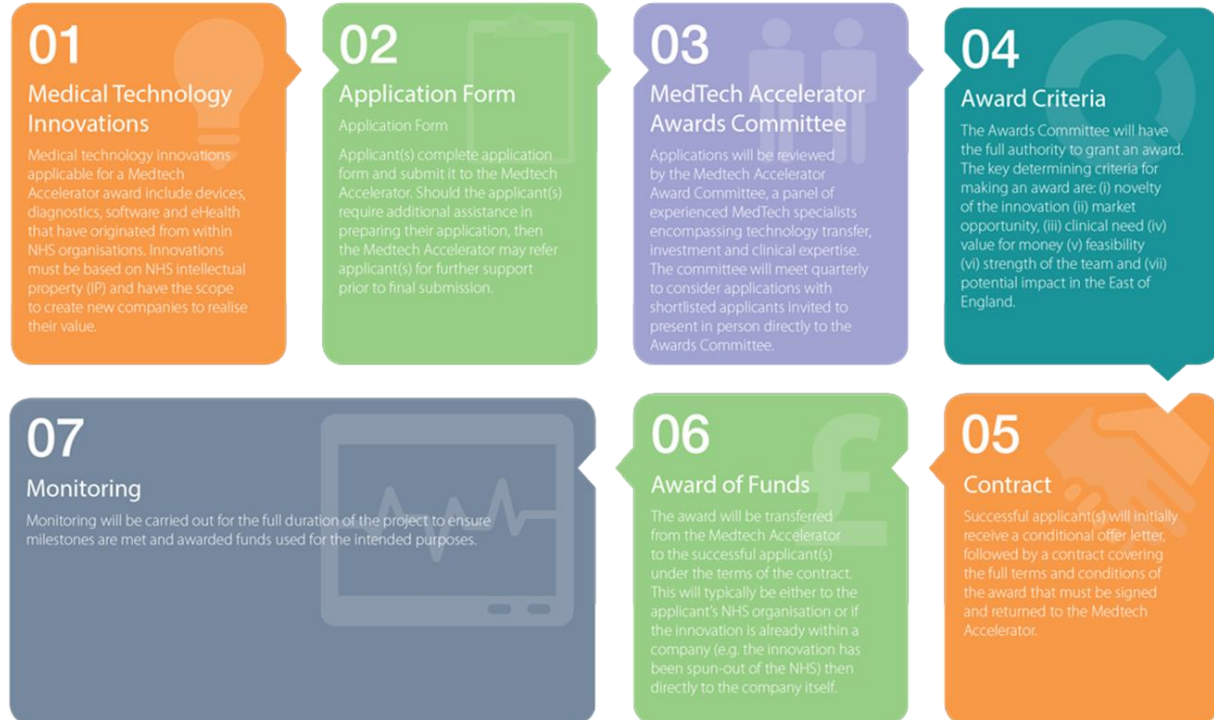 01
Medical Technology
Innovations
Medical technology innovations
applicable for a Medtech
Accelerator award include devices,
diagnostics, software and eHealth
that have originated from within
NHS organisations. Innovations
must be based on NHS intellectual
property (IP) and have the scope
to create new companies to realise
their value.
02
Application Form
Application Form
Applicant(s) complete application
form and submit it to the Medtech
Accelerator. Should the applicant(s)
require additional assistance in
preparing their application, then
the Medtech Accelerator may refer
applicant(s) for further support
prior to final submission.
03
MedTech Accelerator
Awards Committee
Applications will be reviewed
by the Medtech Accelerator
Award Committee, a panel of
experienced MedTech specialists
encompassing technology transfer,
investment and clinical expertise.
The committee will meet quarterly
to consider applications with
shortlisted applicants invited to
present in person directly to the
Awards Committee.
04
Award Criteria
The Awards Committee will have
the full authority to grant an award.
The key determining criteria for
making an award are: (i) novelty
of the innovation (ii) market
opportunity, (iii) clinical need (iv)
value for money (v) feasibility
(vi) strength of the team and (vii)
potential impact in the East of
England.
05
Contract
Successful applicant(s) will initially
receive a conditional offer letter,
followed by a contract covering
the full terms and conditions of
the award that must be signed
and returned to the Medtech
Accelerator.
06
Award of Funds
The award will be transferred
from the Medtech Accelerator
to the successful applicant(s)
under the terms of the contract.
This will typically be either to the
applicant's NHS organisation or if
the innovation is already within a
company (e.g. the innovation has
been spun-out of the NHS) then
directly to the company itself.
£
07
Monitoring
Monitoring will be carried out for the full duration of the project to ensure
milestones are met and awarded funds used for the intended purposes.